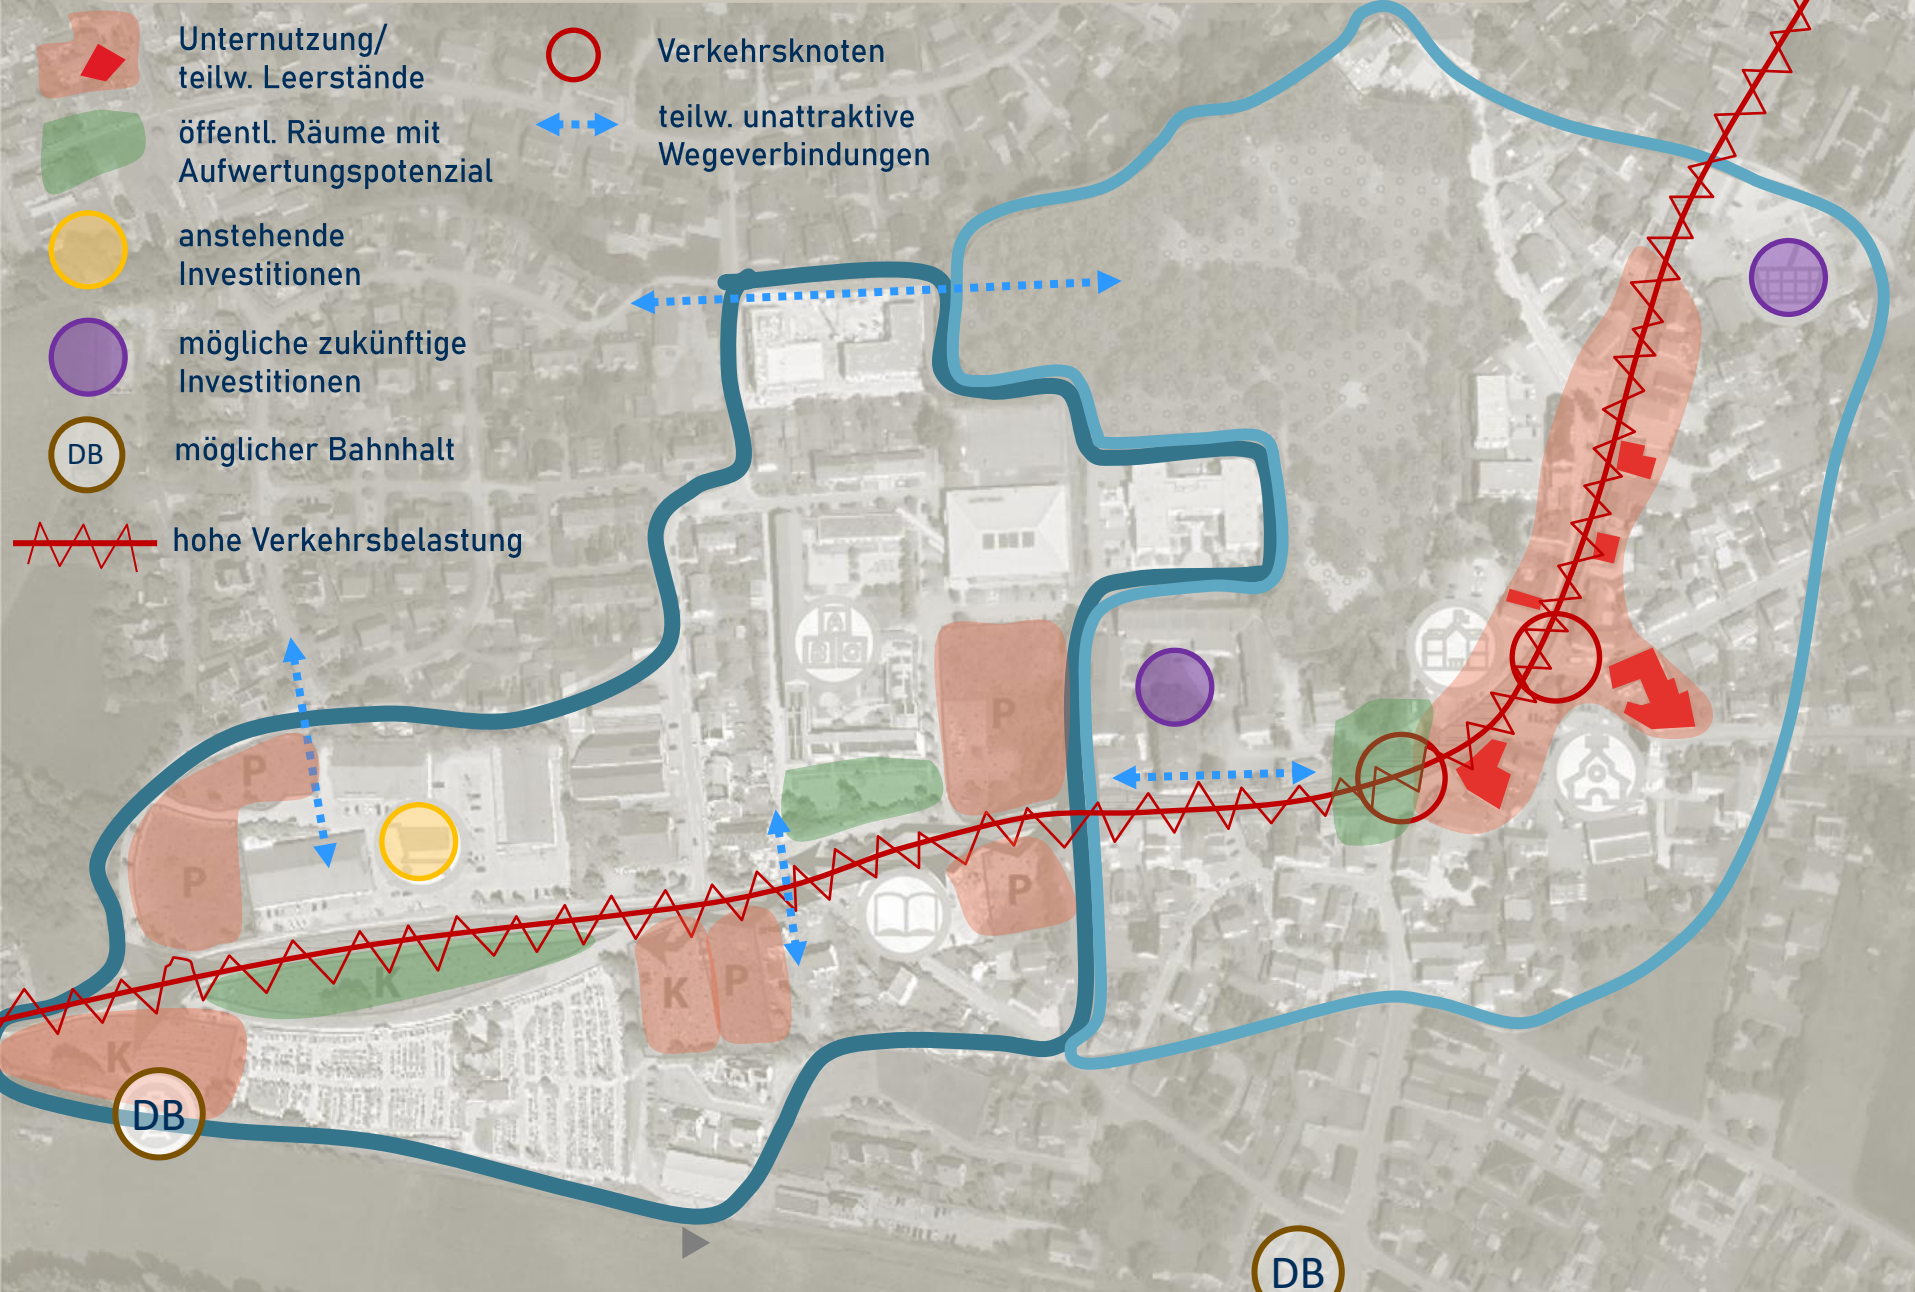 Unternutzung/
teilw. Leerstände
öffentl. Räume mit
Aufwertungspotenzial
anstehende
Investitionen
mögliche zukünftige
Investitionen
DB
möglicher Bahnhalt
hohe Verkehrsbelastung
Verkehrsknoten
teilw. unattraktive
Wegeverbindungen
P
P
P
P
K
K
P
K
DB
DB